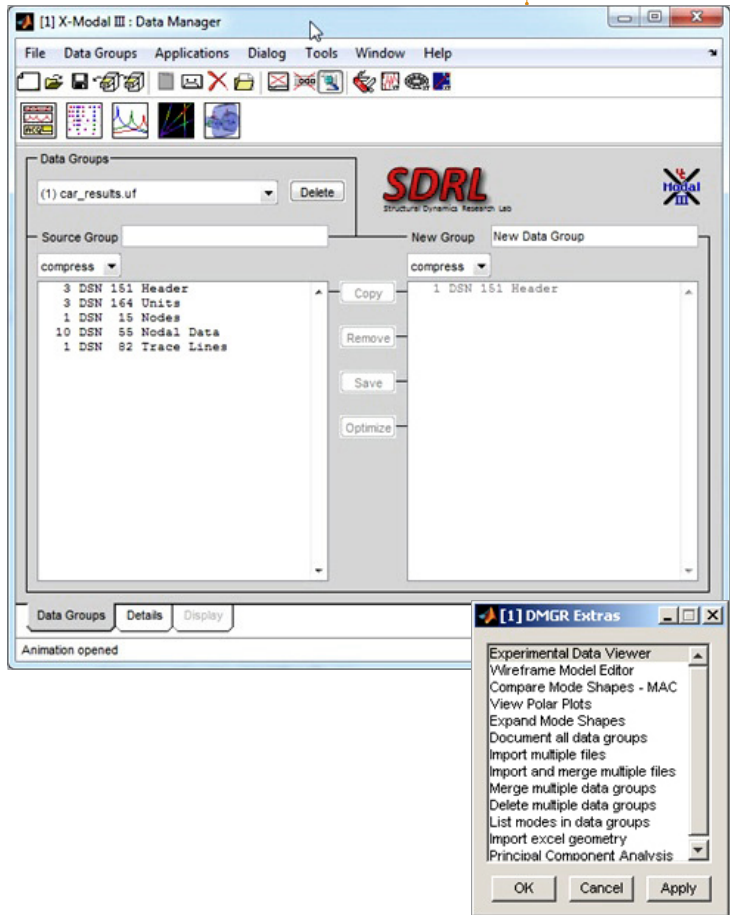 [1] X-Modal III : Data Manager
File Data Groups Applications Dialog Tools Window Help
Data Groups
(1) car_results.uf
Delete
SDRL
Structural Dynamics Research Lab
X
Modal
III
Source Group
New Group New Data Group
compress
compress
3 DSN 151 Header
3 DSN 164 Units
1 DSN 15 Nodes
10 DSN 55 Nodal Data
1 DSN 82 Trace Lines
Copy
Remove
Save
Optimize
1 DSN 151 Header
Data Groups Details Display
Animation opened
[1] DMGR Extras
Experimental Data Viewer
Wireframe Model Editor
Compare Mode Shapes - MAC
View Polar Plots
Expand Mode Shapes
Document all data groups
Import multiple files
Import and merge multiple files
Merge multiple data groups
Delete multiple data groups
List modes in data groups
Import excel geometry
Principal Component Analysis
OK Cancel Apply